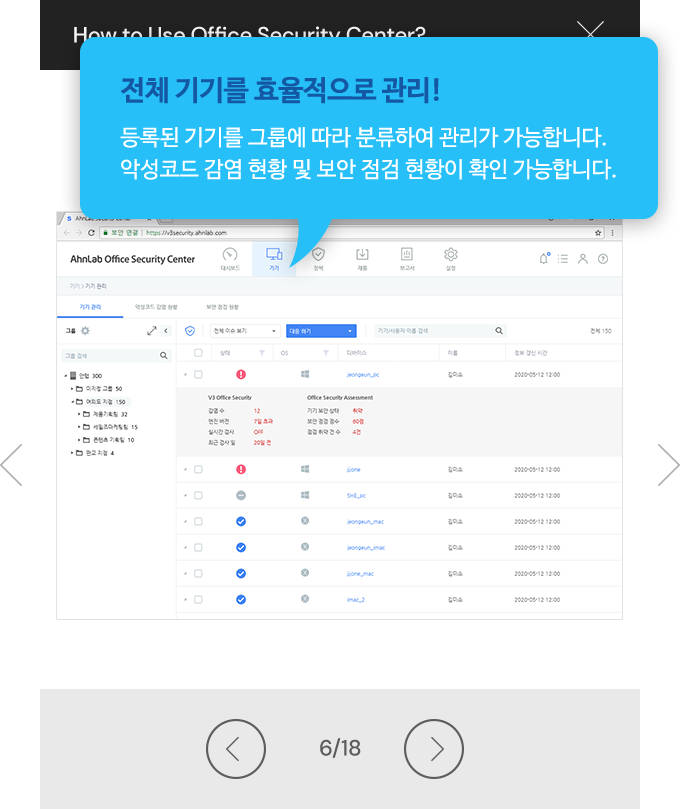 How to Use Office Security Center?
전체 기기를 효율적으로 관리!
등록된 기기를 그룹에 따라 분류하여 관리가 가능합니다.
악성코드 감염 현황 및 보안 점검 현황이 확인 가능합니다.
보안 연결 | https://v3security.ahnlab.com
AhnLab Office Security Center
대시보드 기기 정책 제품 보고서 설정
기기 > 기기 관리
기기 관리 악성코드 감염 현황 보안 점검 현황
그룹
전체 이슈 보기 대응 하기 기기/사용자 이름 검색 전체 150
그룹 검색
상태 OS 디바이스 이름 정보 갱신 시간
안랩 300
미지정 그룹 50
여의도 지점 150
제품기획팀 32
세일즈마케팅팀 15
콘텐츠 기획팀 10
판교 지점 4
jeongeun_pc 김미소 2020-05-12 12:00
V3 Office Security Office Security Assessment
감염 수 12 기기 보안 상태 취약
엔진 버전 7일 초과 보안 점검 점수 60점
실시간 검사 OFF 점검 취약 건 수 4건
최근 검사 일 20일 전
jjone 김미소 2020-05-12 12:00
SHE_pc 김미소 2020-05-12 12:00
jeongeun_mac 김미소 2020-05-12 12:00
jeongeun_imac 김미소 2020-05-12 12:00
jjone_mac 김미소 2020-05-12 12:00
imac_2 김미소 2020-05-12 12:00
6/18